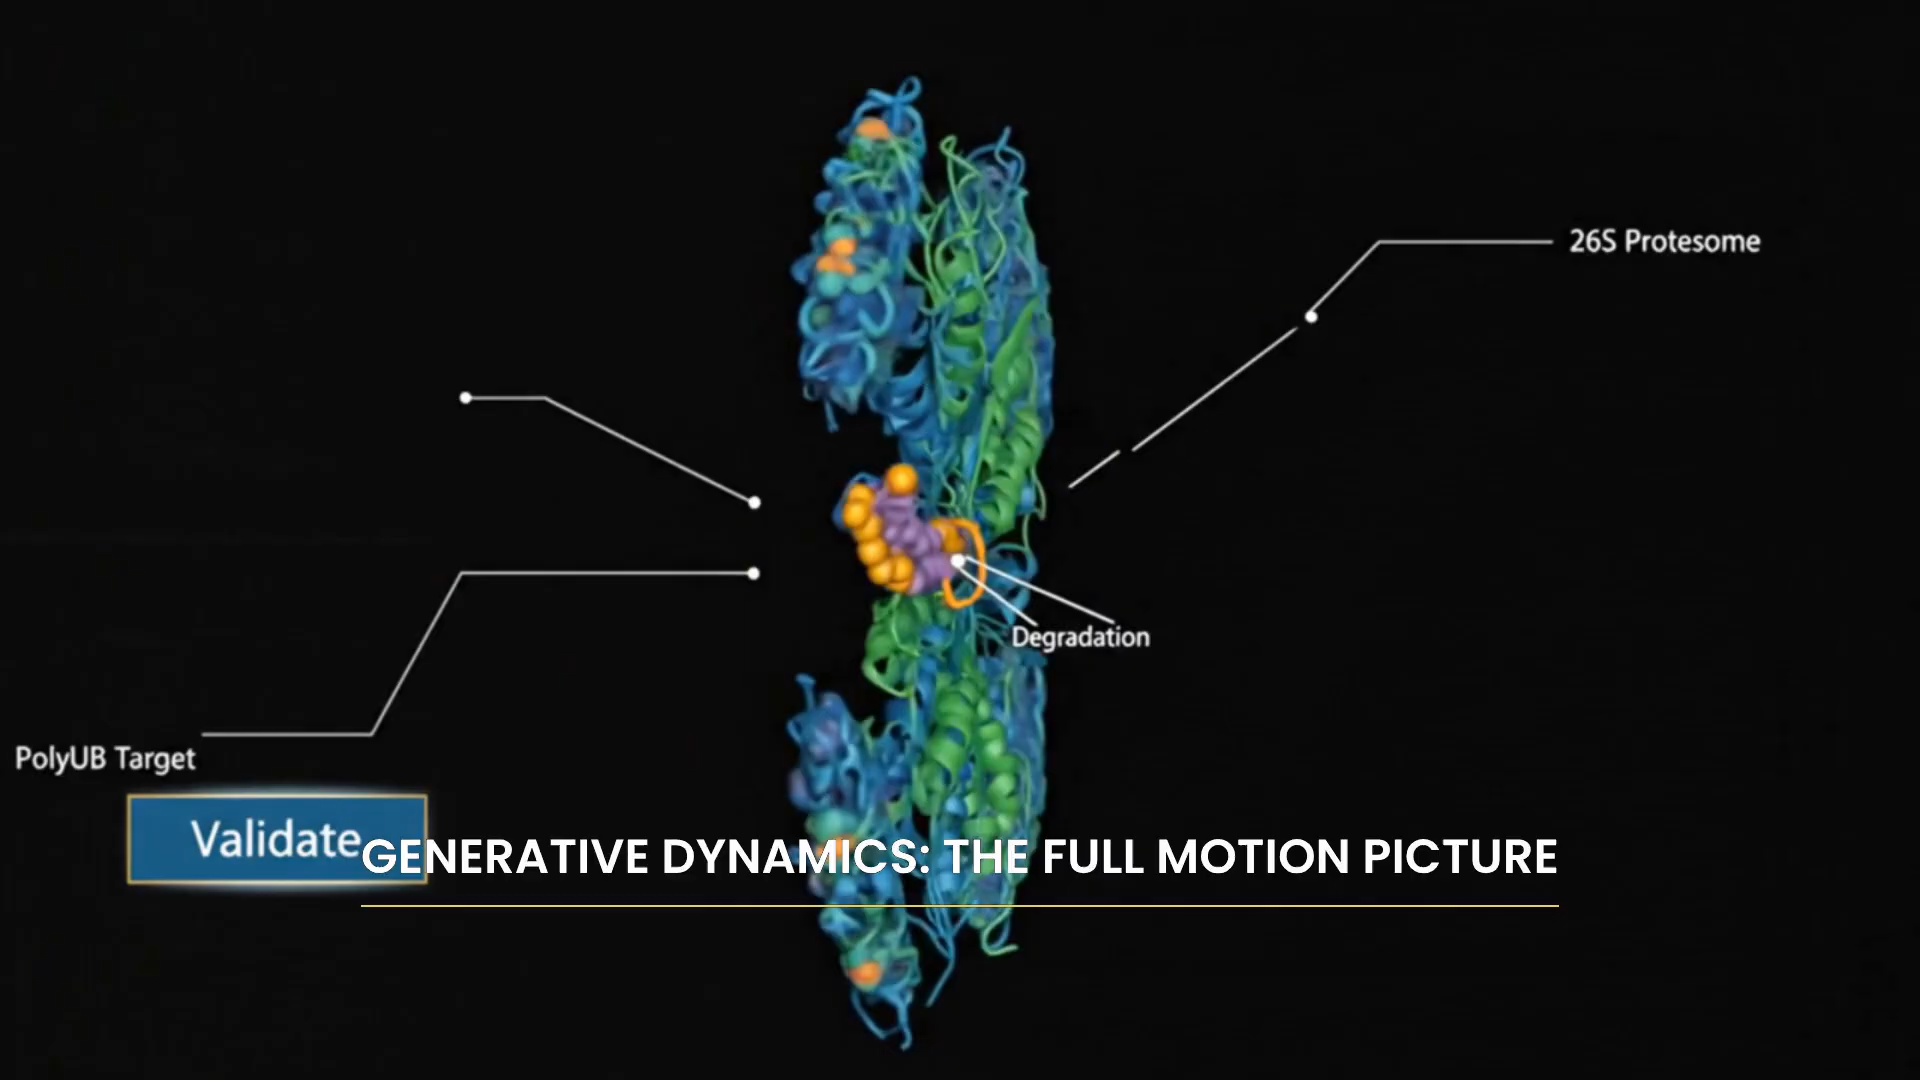 26S Protesome
Degradation
PolyUB Target
Validate
GENERATIVE DYNAMICS: THE FULL MOTION PICTURE